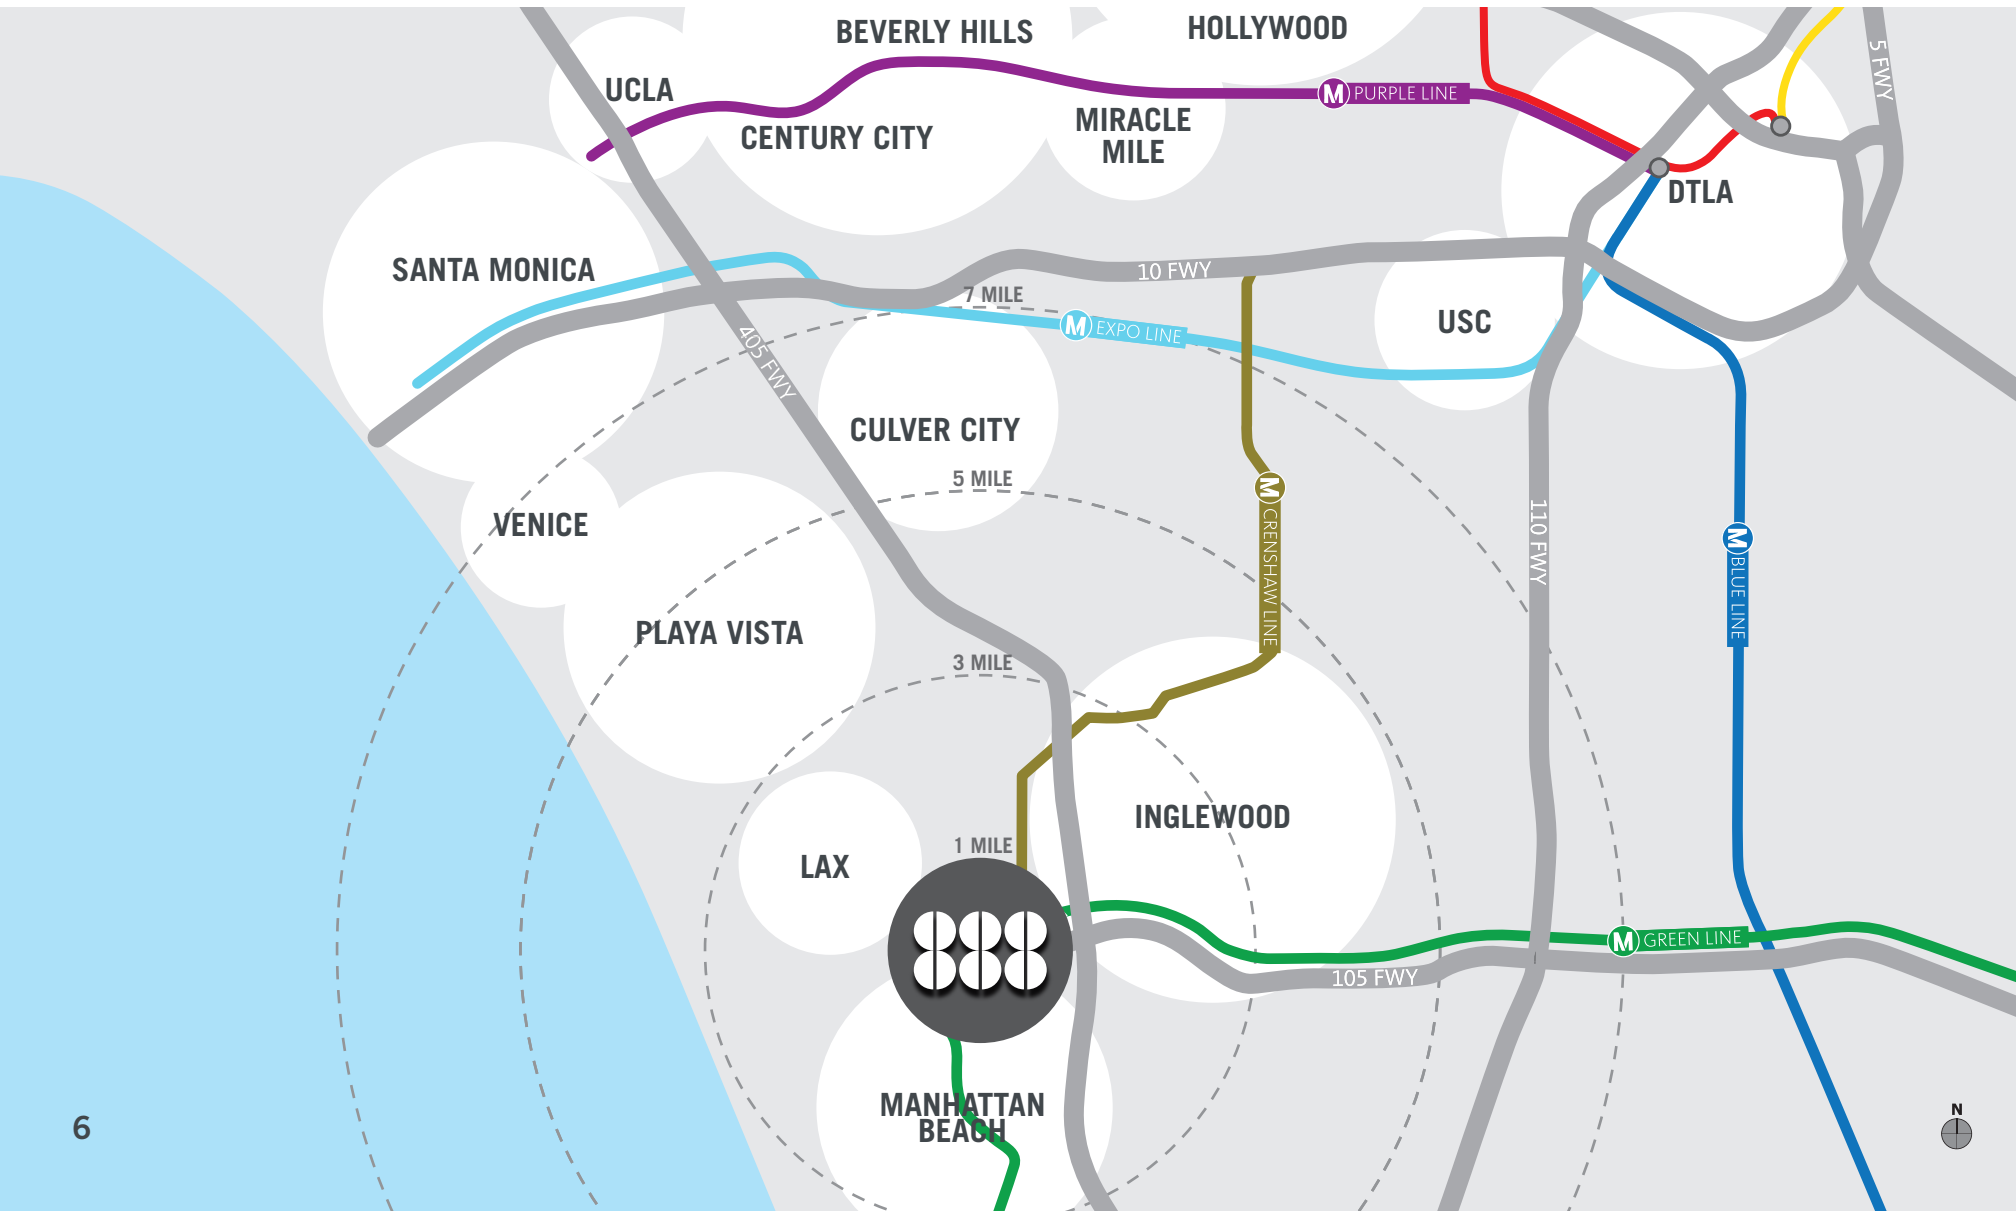 HOLLYWOOD
BEVERLY HILLS
5 FWY
UCLA
M PURPLE LINE
MIRACLE
MILE
CENTURY CITY
DTLA
SANTA MONICA
10 FWY
7 MILE
M EXPO LINE
USC
405 FWY
CULVER CITY
5 MILE
M CRENSHAW LINE
VENICE
110 FWY
M BLUE LINE
PLAYA VISTA
3 MILE
INGLEWOOD
1 MILE
LAX
888
M GREEN LINE
105 FWY
MANHATTAN
BEACH
N
6